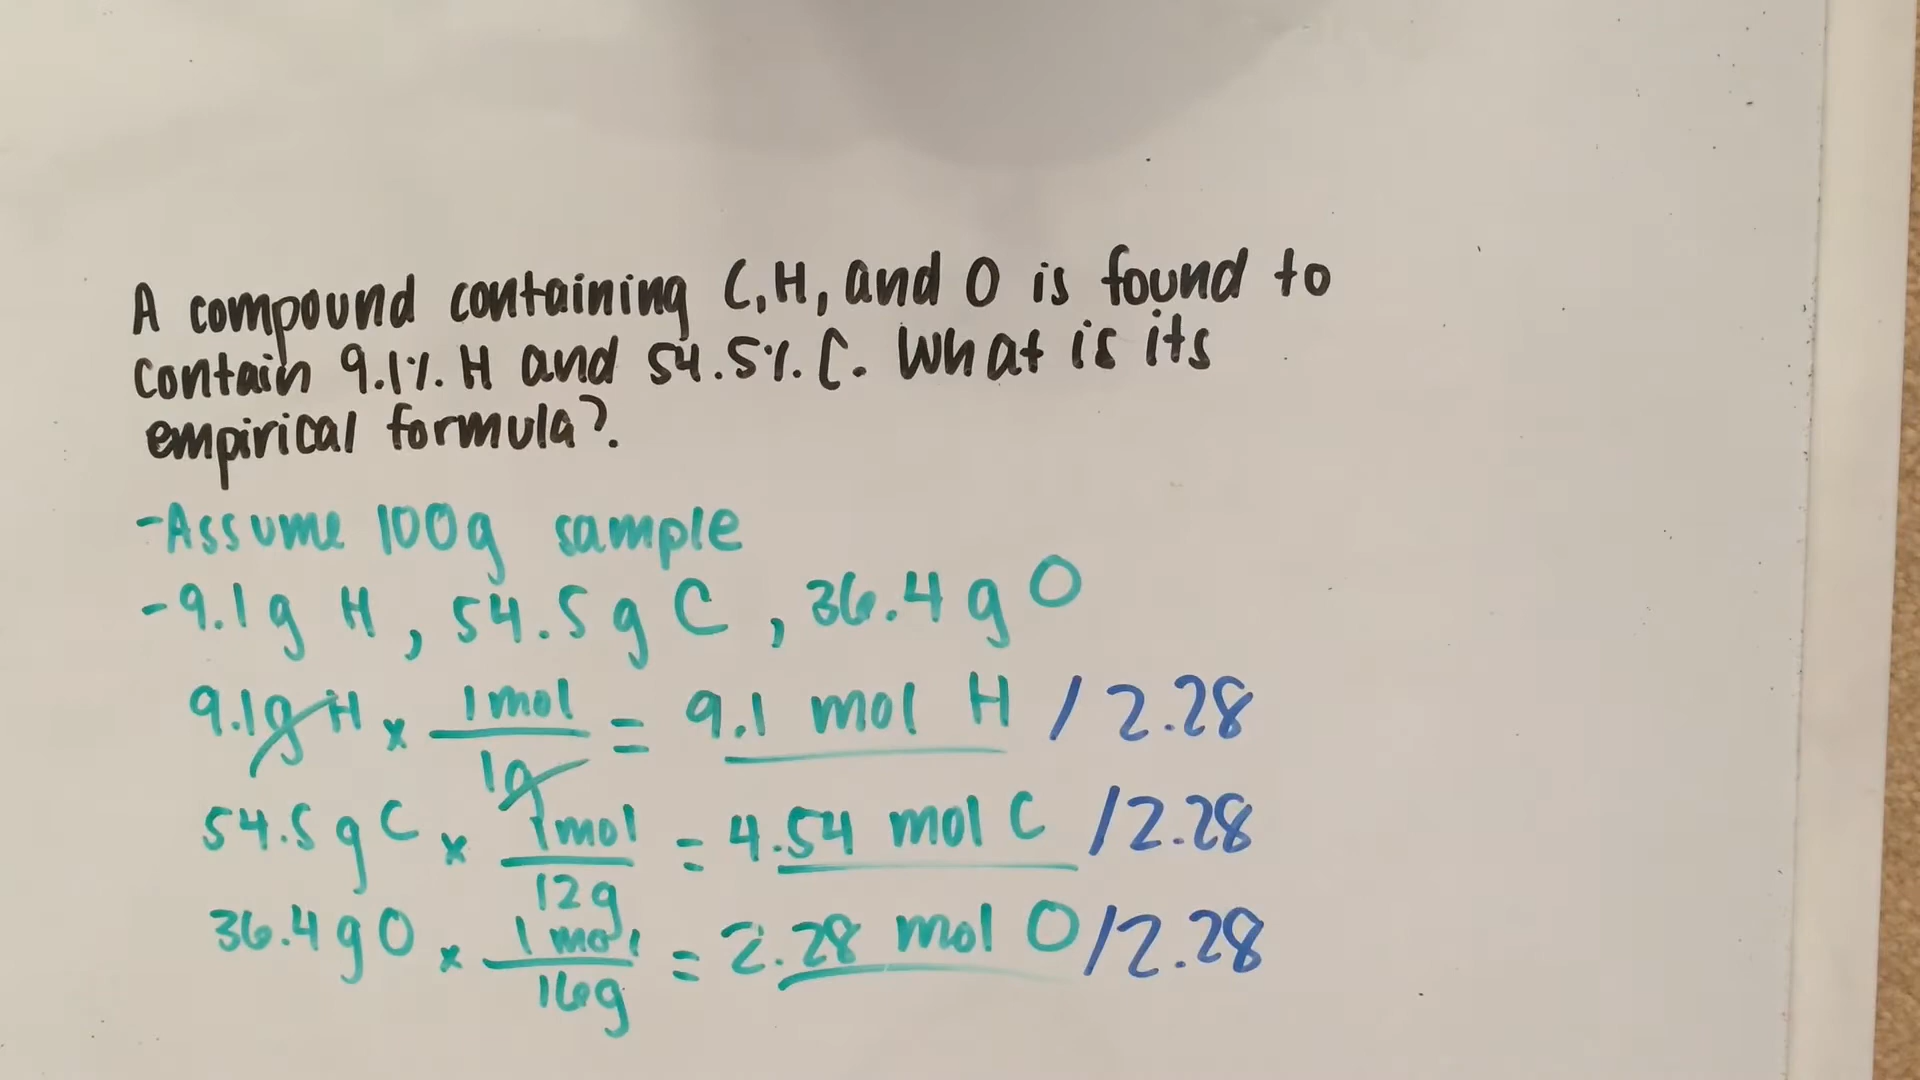 A compound containing C, H, and O is found to
contain 9.1% H and 54.5% C. What is its
empirical formula?
-Assume 100g sample
-9.1g H, 54.5g C, 36.4g O
9.1g H x 1mol/1g = 9.1 mol H / 2.28
54.5g C x 1mol/12g = 4.54 mol C / 2.28
36.4g O x 1mol/16g = 2.28 mol O / 2.28